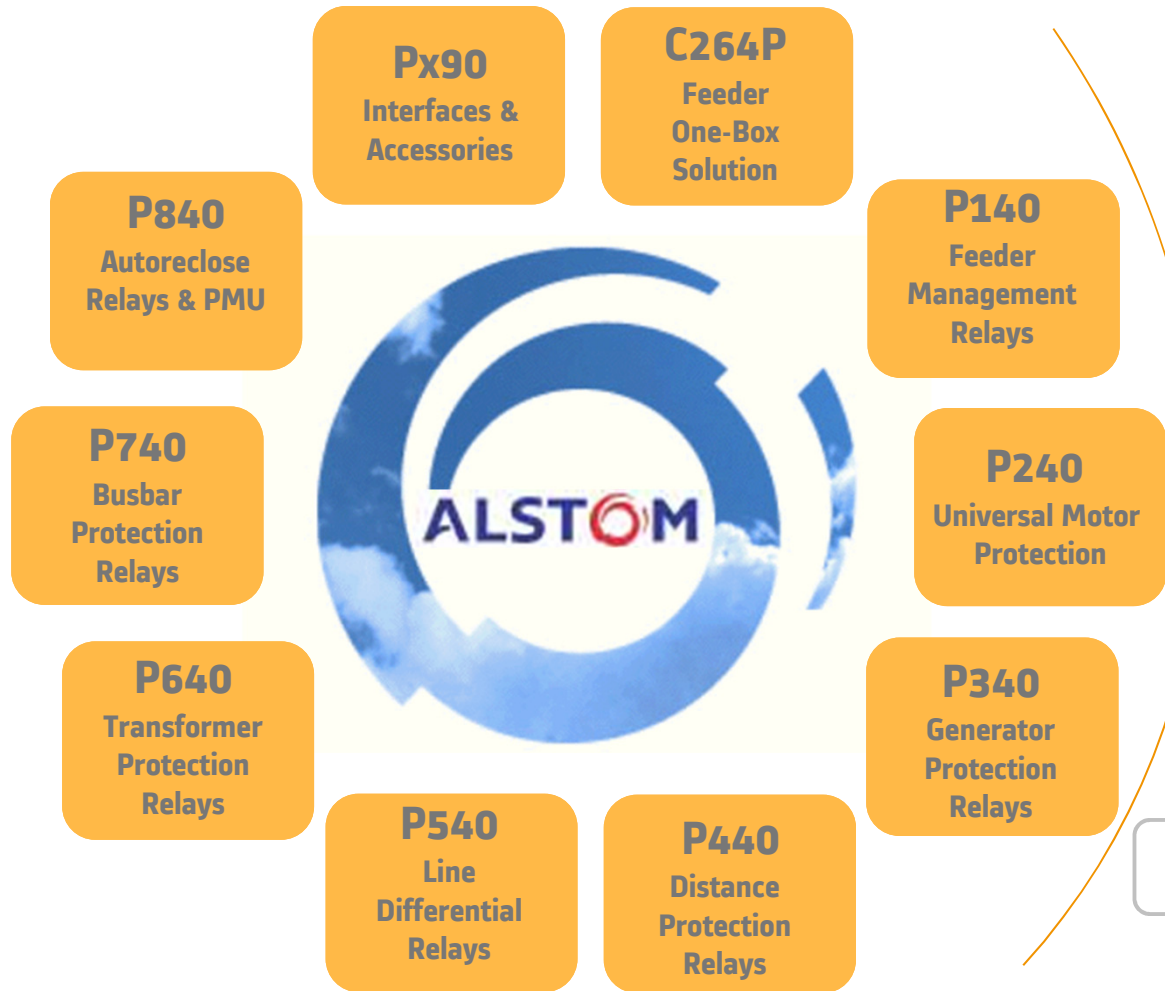 Px90
Interfaces &
Accessories
C264P
Feeder
One-Box
Solution
P840
Autoreclose
Relays & PMU
P140
Feeder
Management
Relays
P740
Busbar
Protection
Relays
ALSTOM
P240
Universal Motor
Protection
P640
Transformer
Protection
Relays
P340
Generator
Protection
Relays
P540
Line
Differential
Relays
P440
Distance
Protection
Relays